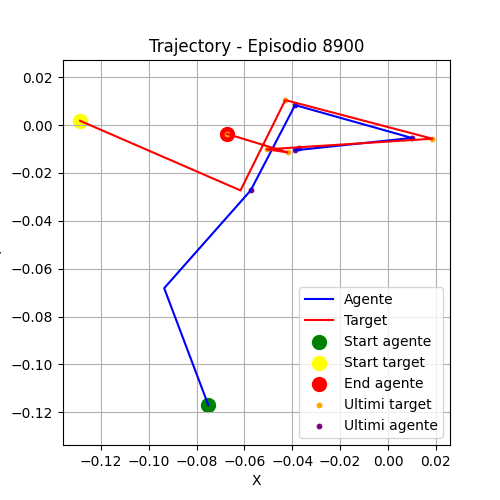 Trajectory - Episodio 8900
0.02
0.00
−0.02
−0.04
−0.06
−0.08
−0.10
−0.12
Agente
Target
Start agente
Start target
End agente
Ultimi target
Ultimi agente
−0.12 −0.10 −0.08 −0.06 −0.04 −0.02 0.00 0.02
X